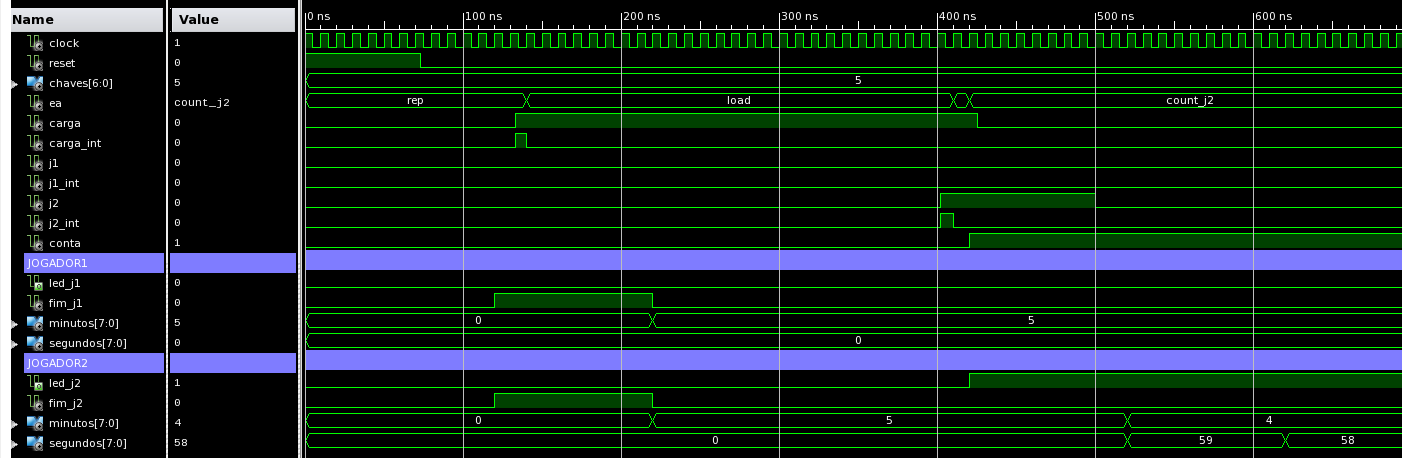 Name Value 0 ns 100 ns 200 ns 300 ns 400 ns 500 ns 600 ns
clock 1
reset 0
chaves[6:0] 5 5
ea count_j2 rep load count_j2
carga 0
carga_int 0
j1 0
j1_int 0
j2 0
j2_int 0
conta 1
JOGADOR1
led_j1 0
fim_j1 0
minutos[7:0] 5 0 5
segundos[7:0] 0 0
JOGADOR2
led_j2 1
fim_j2 0
minutos[7:0] 4 0 5 4
segundos[7:0] 58 0 59 58